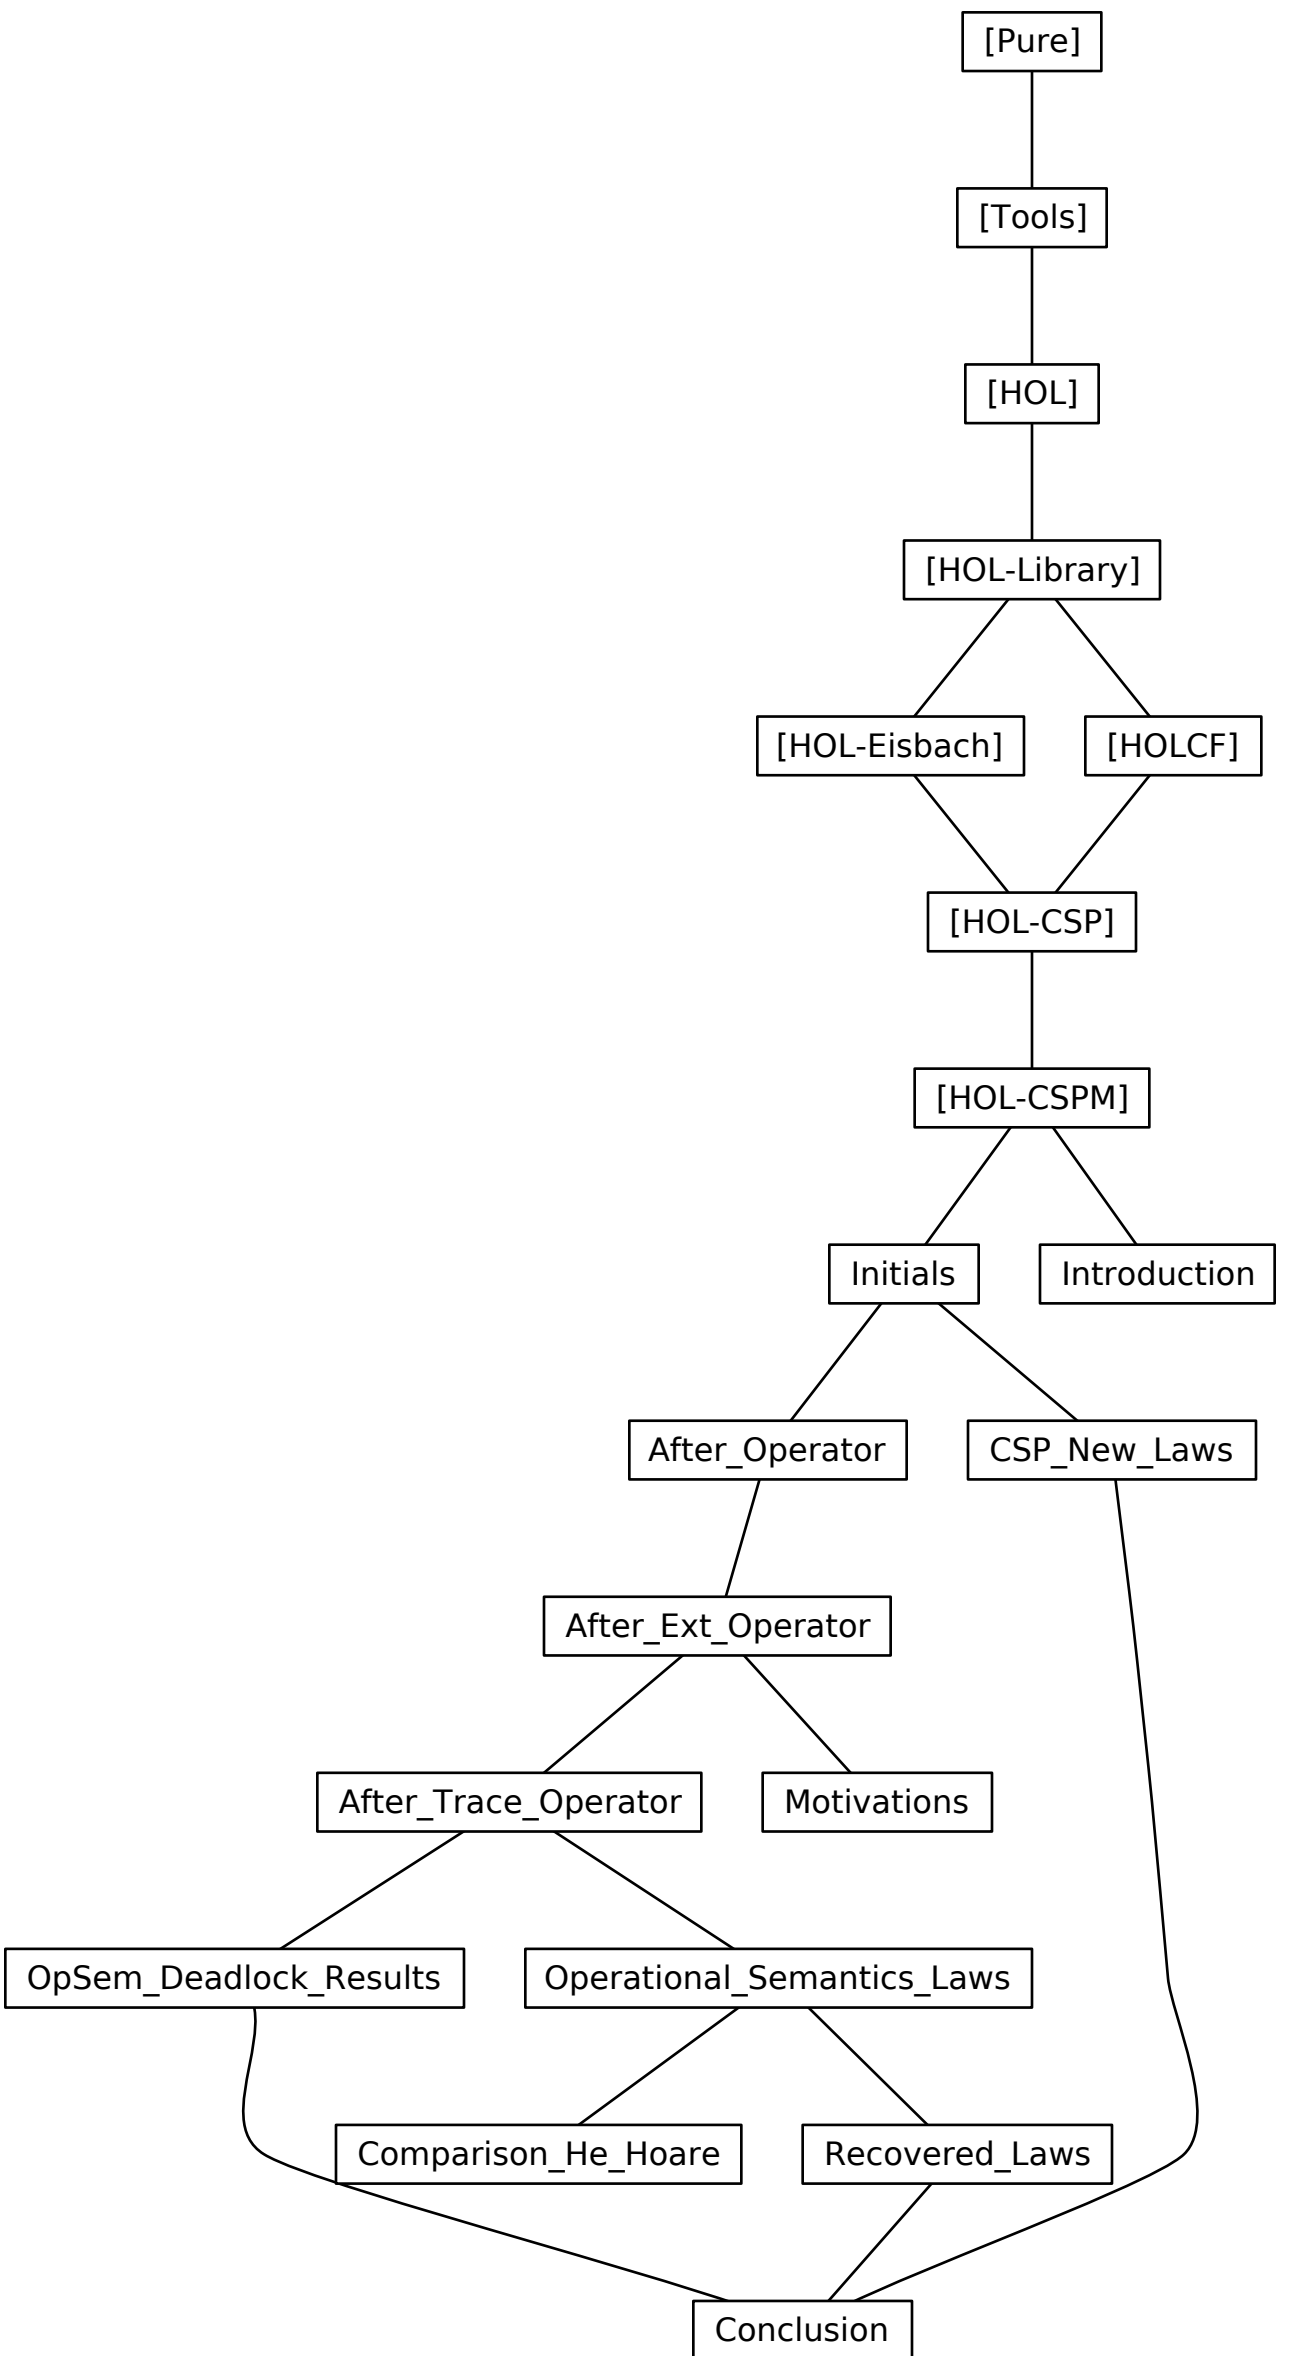 [Pure]
[Tools]
[HOL]
[HOL-Library]
[HOL-Eisbach]
[HOLCF]
[HOL-CSP]
[HOL-CSPM]
Initials
Introduction
After_Operator
CSP_New_Laws
After_Ext_Operator
After_Trace_Operator
Motivations
OpSem_Deadlock_Results
Operational_Semantics_Laws
Comparison_He_Hoare
Recovered_Laws
Conclusion